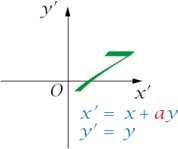 y′
O
x′
x′ = x + ay
y′ = y